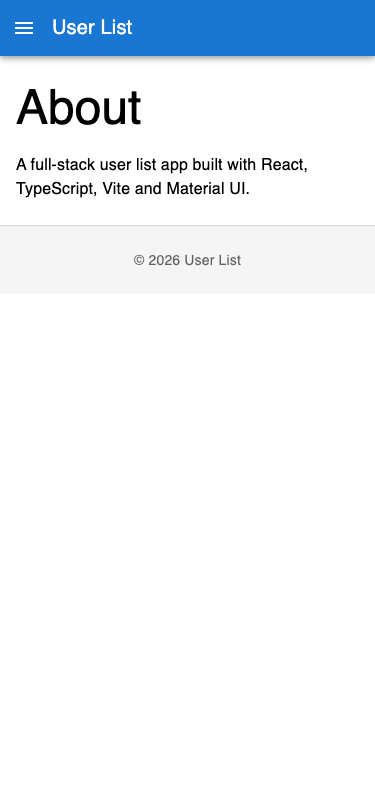 User List
About
A full-stack user list app built with React,
TypeScript, Vite and Material UI.
© 2026 User List